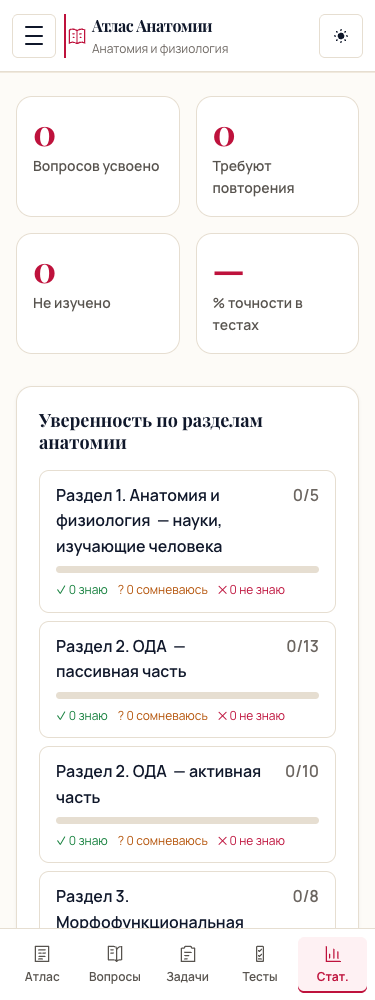 Атлас Анатомии
Анатомия и физиология
0
Вопросов усвоено
0
Требуют
повторения
0
Не изучено
—
% точности в
тестах
Уверенность по разделам
анатомии
Раздел 1. Анатомия и
физиология — науки,
изучающие человека
0/5
✓ 0 знаю ? 0 сомневаюсь ✕ 0 не знаю
Раздел 2. ОДА —
пассивная часть
0/13
✓ 0 знаю ? 0 сомневаюсь ✕ 0 не знаю
Раздел 2. ОДА — активная
часть
0/10
✓ 0 знаю ? 0 сомневаюсь ✕ 0 не знаю
Раздел 3.
Морфофункциональная
0/8
Атлас
Вопросы
Задачи
Тесты
Стат.